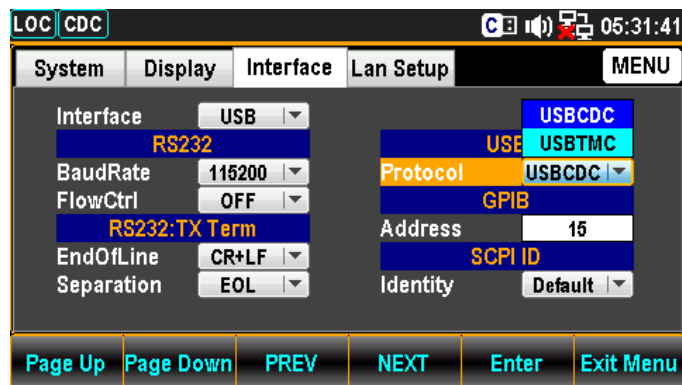 LOC CDC C 05:31:41
System Display Interface Lan Setup MENU
Interface USB
USBCDC
RS232
USBTMC
BaudRate 115200
Protocol USBCDC
FlowCtrl OFF
GPIB
RS232:TX Term
Address 15
EndOfLine CR+LF
SCPI ID
Separation EOL
Identity Default
Page Up Page Down PREV NEXT Enter Exit Menu